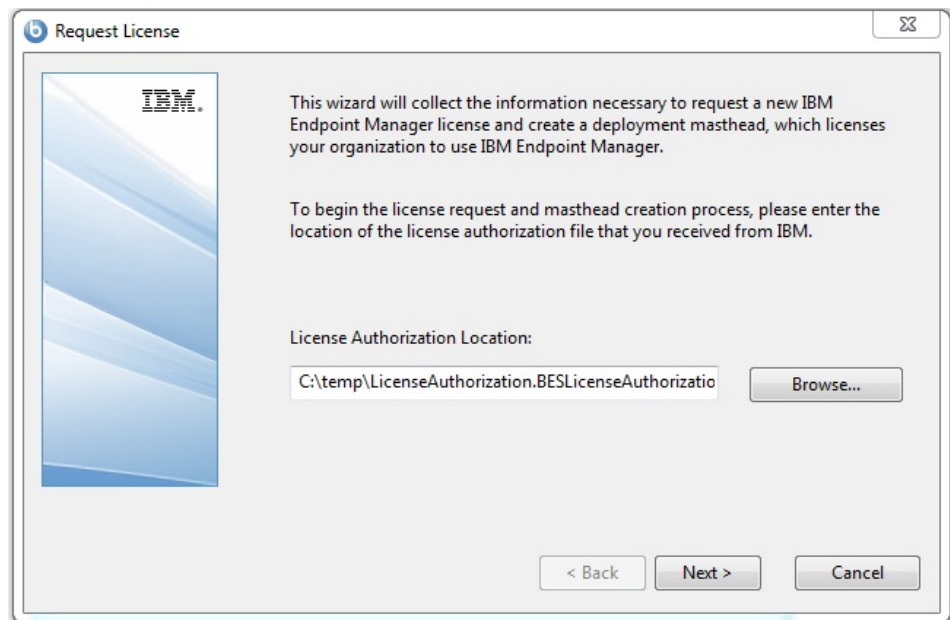 Request License
IBM.
This wizard will collect the information necessary to request a new IBM
Endpoint Manager license and create a deployment masthead, which licenses
your organization to use IBM Endpoint Manager.
To begin the license request and masthead creation process, please enter the
location of the license authorization file that you received from IBM.
License Authorization Location:
C:\temp\LicenseAuthorization.BESLicenseAuthorizatio
Browse...
< Back
Next >
Cancel